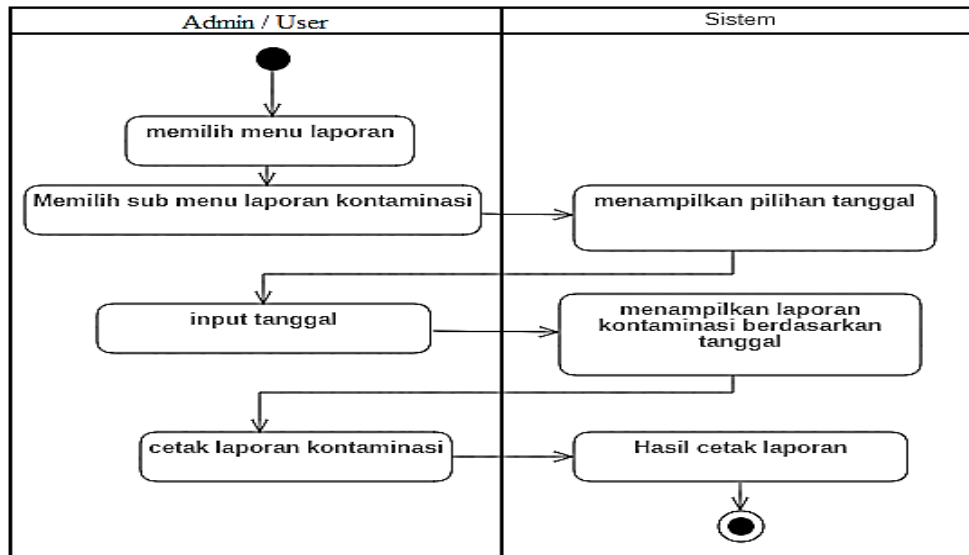 Admin / User
Sistem
memilih menu laporan
Memilih sub menu laporan kontaminasi
menampilkan pilihan tanggal
input tanggal
menampilkan laporan
kontaminasi berdasarkan
tanggal
cetak laporan kontaminasi
Hasil cetak laporan